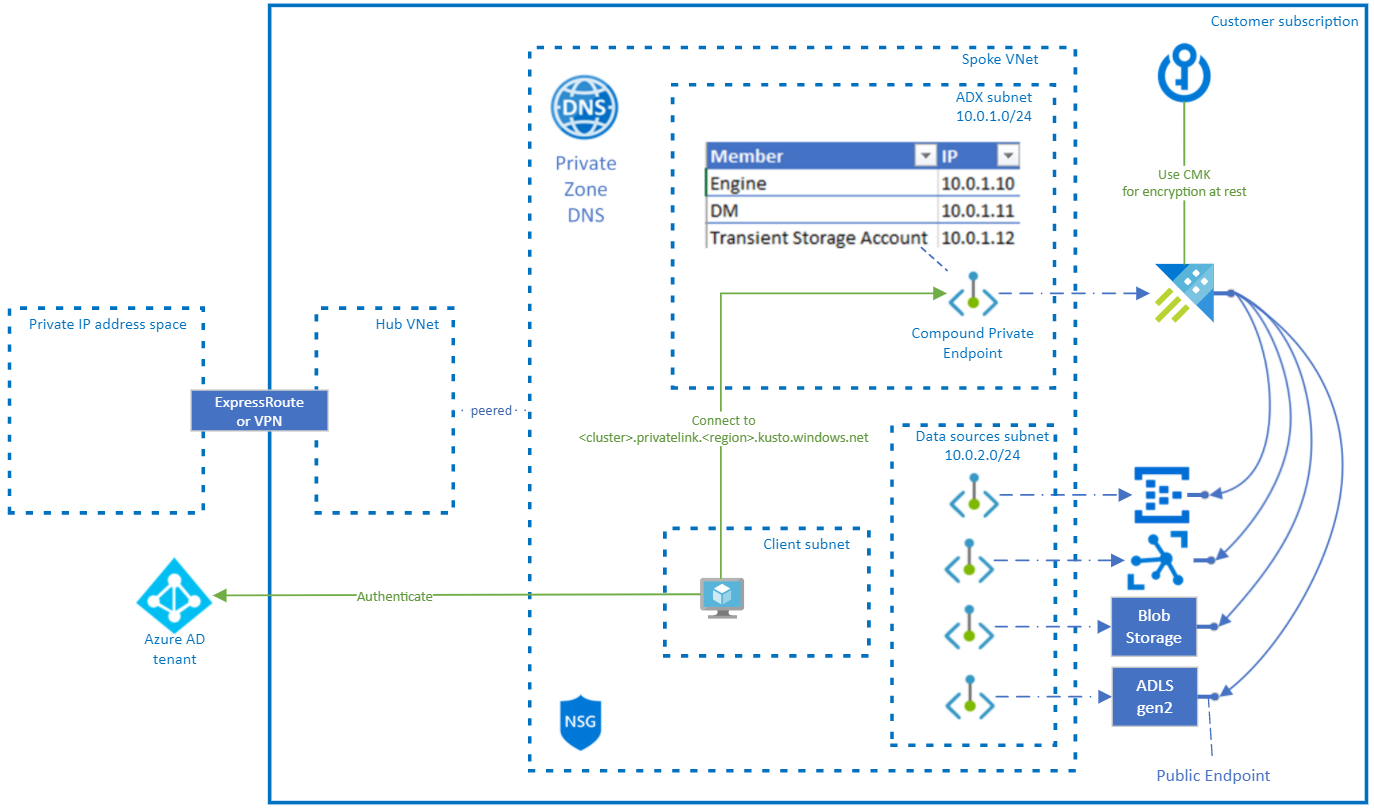 Customer subscription
Spoke VNet
DNS
Private
Zone
DNS
ADX subnet
10.0.1.0/24
Member IP
Engine 10.0.1.10
DM 10.0.1.11
Transient Storage Account 10.0.1.12
Use CMK
for encryption at rest
Compound Private
Endpoint
Private IP address space
Hub VNet
ExpressRoute
or VPN
peered
Connect to
<cluster>.privatelink.<region>.kusto.windows.net
Data sources subnet
10.0.2.0/24
Client subnet
Authenticate
Azure AD
tenant
Blob
Storage
ADLS
gen2
NSG
Public Endpoint